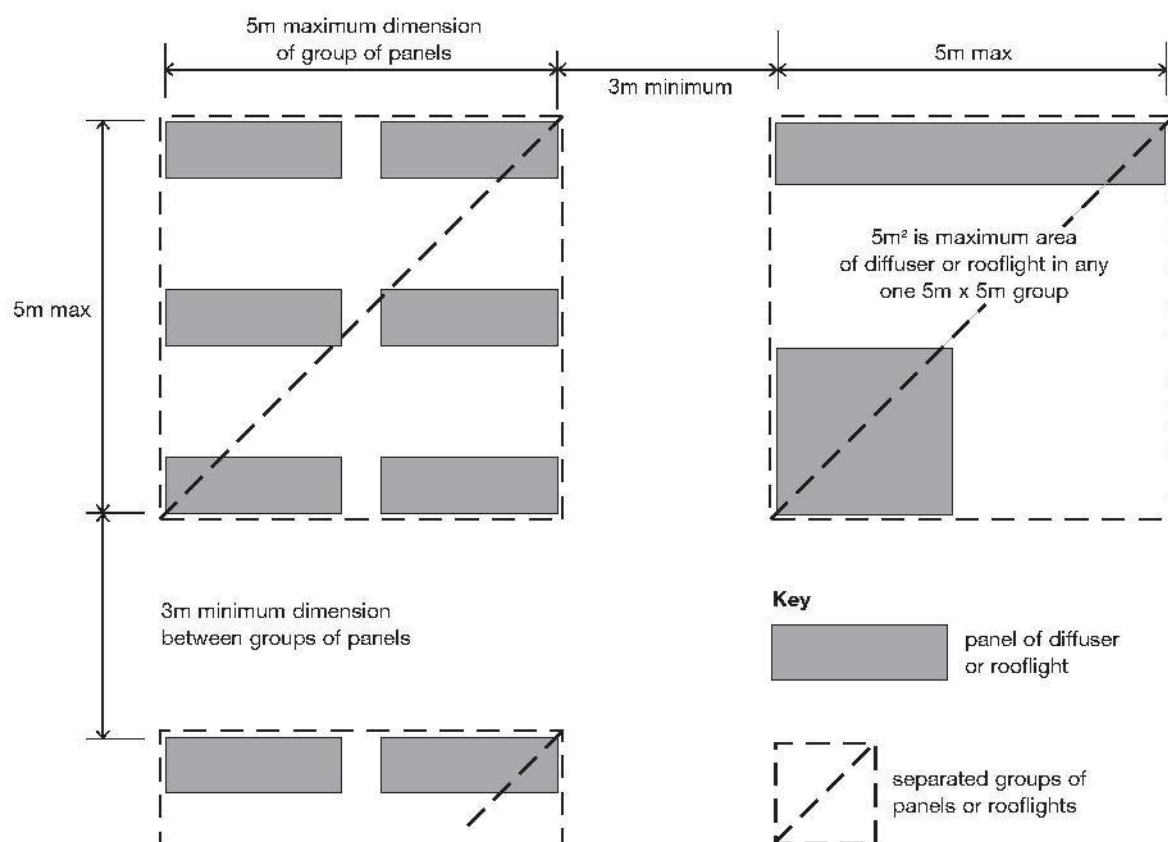 5m maximum dimension
of group of panels
3m minimum
5m max
5m max
5m² is maximum area
of diffuser or rooflight in any
one 5m x 5m group
3m minimum dimension
between groups of panels
Key
panel of diffuser
or rooflight
separated groups of
panels or rooflights